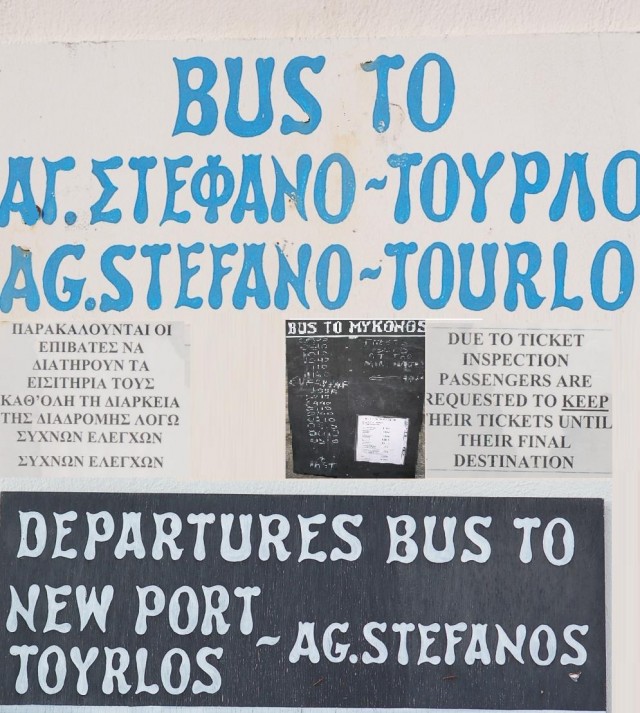 BUS TO
ΑΓ.ΣΤΕΦΑΝΟ~ΤΟΥΡΛΟ
AG.STEFANO~TOURLO
ΠΑΡΑΚΑΛΟΥΝΤΑΙ ΟΙ
ΕΠΙΒΑΤΕΣ ΝΑ
ΔΙΑΤΗΡΟΥΝ ΤΑ
ΕΙΣΙΤΗΡΙΑ ΤΟΥΣ
ΚΑΘ’ΟΛΗ ΤΗ ΔΙΑΡΚΕΙΑ
ΤΗΣ ΔΙΑΔΡΟΜΗΣ ΛΟΓΩ
ΣΥΧΝΩΝ ΕΛΕΓΧΩΝ
ΣΥΧΝΩΝ ΕΛΕΓΧΩΝ
BUS TO MYKONOS
DUE TO TICKET
INSPECTION
PASSENGERS ARE
REQUESTED TO KEEP
THEIR TICKETS UNTIL
THEIR FINAL
DESTINATION
DEPARTURES BUS TO
NEW PORT
TOYRLOS ~AG.STEFANOS